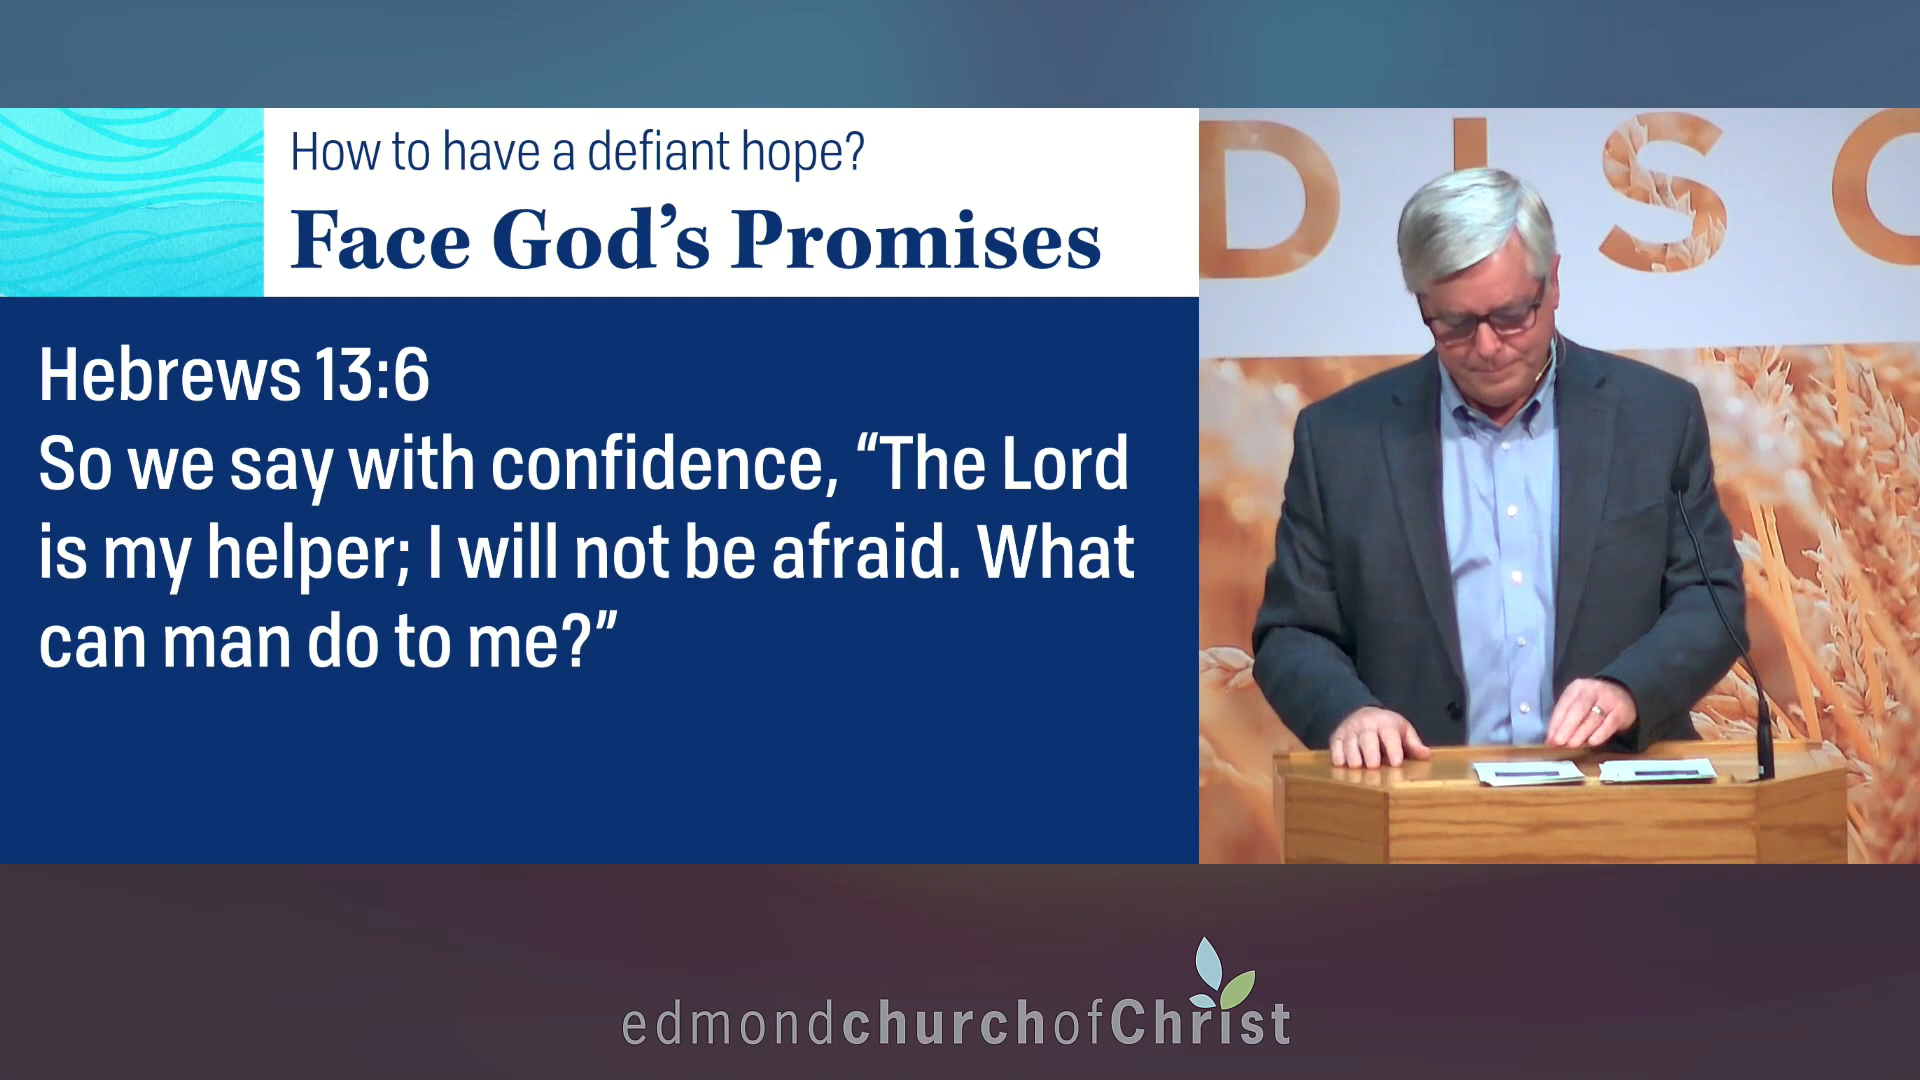 How to have a defiant hope?
Face God’s Promises
Hebrews 13:6
So we say with confidence, “The Lord
is my helper; I will not be afraid. What
can man do to me?”
DISC
edmondchurchofChrist